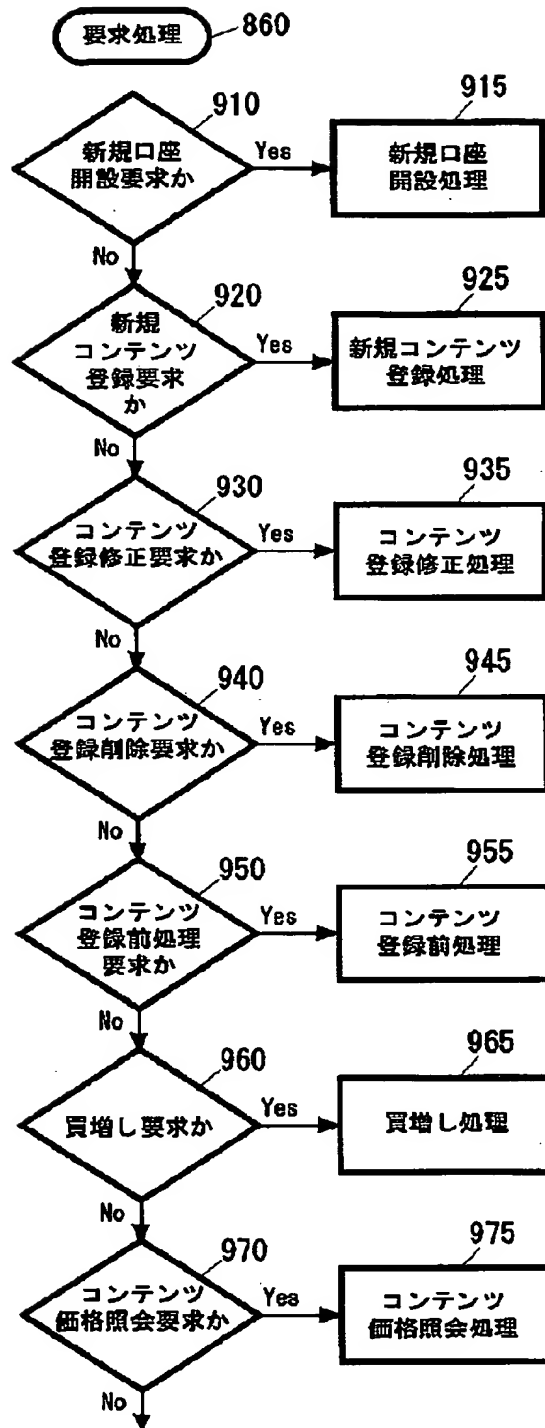 要求処理
860
910
新規口座
開設要求か
Yes
915
新規口座
開設処理
No
920
新規
コンテンツ
登録要求
か
Yes
925
新規コンテンツ
登録処理
No
930
コンテンツ
登録修正要求か
Yes
935
コンテンツ
登録修正処理
No
940
コンテンツ
登録削除要求か
Yes
945
コンテンツ
登録削除処理
No
950
コンテンツ
登録前処理
要求か
Yes
955
コンテンツ
登録前処理
No
960
買増し要求か
Yes
965
買増し処理
No
970
コンテンツ
価格照会要求か
Yes
975
コンテンツ
価格照会処理
No